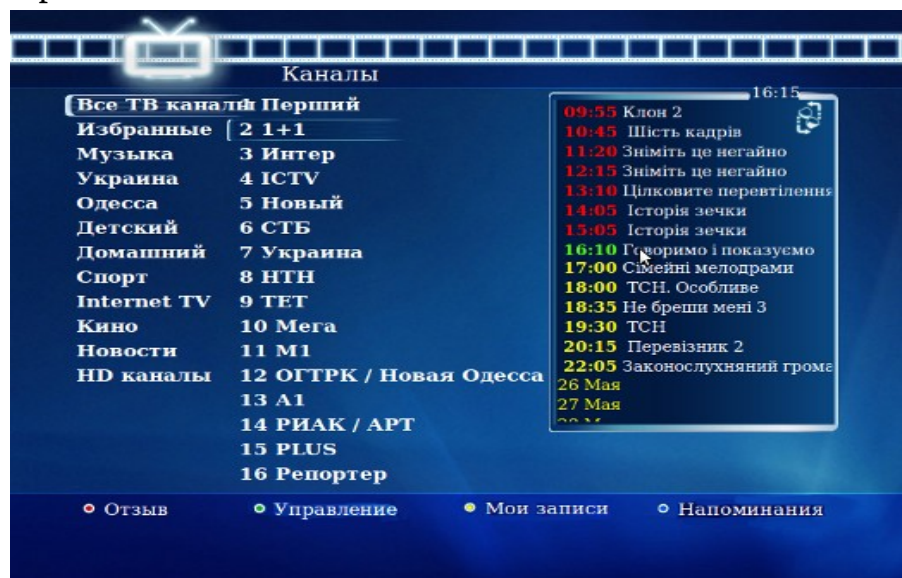 Каналы
16:15
Все ТВ каналы
Избранные
Музыка
Украина
Одесса
Детский
Домашний
Спорт
Internet TV
Кино
Новости
HD каналы
Перший
2 1+1
3 Интер
4 ICTV
5 Новый
6 СТБ
7 Украина
8 НТН
9 ТЕТ
10 Мега
11 М1
12 ОГТРК / Новая Одесса
13 А1
14 РИАК / АРТ
15 PLUS
16 Репортер
09:55 Клон 2
10:45 Шість кадрів
11:20 Зніміть це негайно
12:15 Зніміть це негайно
13:10 Цілковите перевтілення
14:05 Історія зечки
15:05 Історія зечки
16:10 Говоримо і показуємо
17:00 Сімейні мелодрами
18:00 ТСН. Особливе
18:35 Не бреши мені 3
19:30 ТСН
20:15 Перевізник 2
22:05 Законослухняний грома
26 Мая
27 Мая
Отзыв
Управление
Мои записи
Напоминания